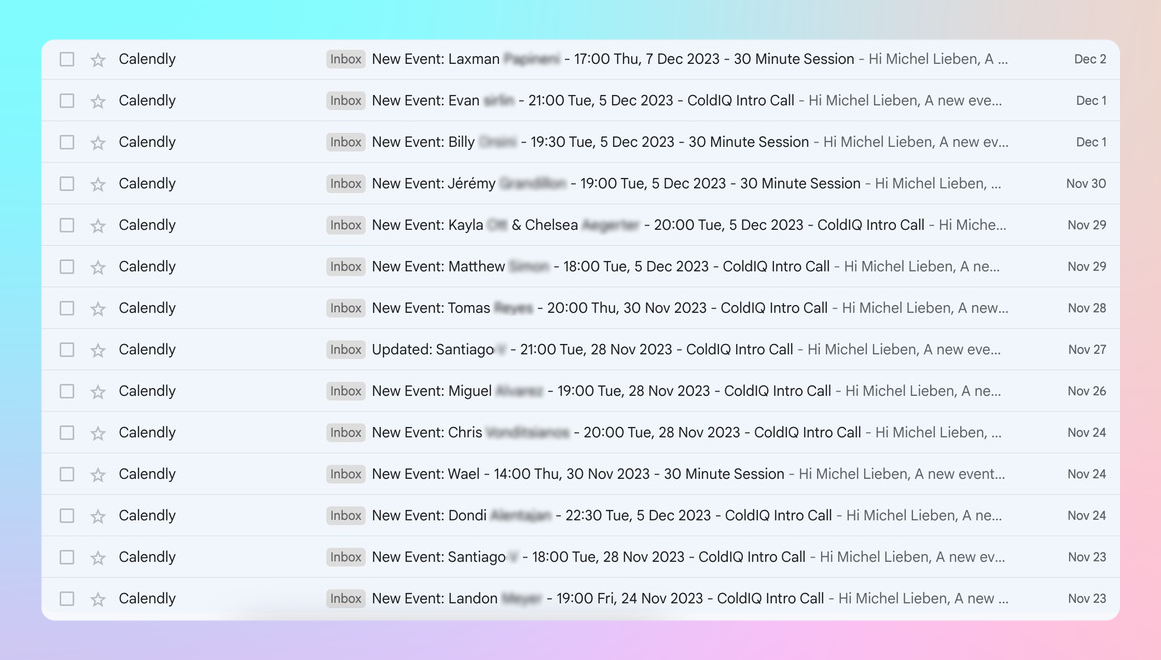 Calendly Inbox New Event: Laxman - 17:00 Thu, 7 Dec 2023 - 30 Minute Session - Hi Michel Lieben, A ... Dec 2
Calendly Inbox New Event: Evan - 21:00 Tue, 5 Dec 2023 - ColdIQ Intro Call - Hi Michel Lieben, A new eve... Dec 1
Calendly Inbox New Event: Billy - 19:30 Tue, 5 Dec 2023 - 30 Minute Session - Hi Michel Lieben, A new ev... Dec 1
Calendly Inbox New Event: Jérémy - 19:00 Tue, 5 Dec 2023 - 30 Minute Session - Hi Michel Lieben, ... Nov 30
Calendly Inbox New Event: Kayla & Chelsea - 20:00 Tue, 5 Dec 2023 - ColdIQ Intro Call - Hi Miche... Nov 29
Calendly Inbox New Event: Matthew - 18:00 Tue, 5 Dec 2023 - ColdIQ Intro Call - Hi Michel Lieben, A ne... Nov 29
Calendly Inbox New Event: Tomas - 20:00 Thu, 30 Nov 2023 - ColdIQ Intro Call - Hi Michel Lieben, A new... Nov 28
Calendly Inbox Updated: Santiago - 21:00 Tue, 28 Nov 2023 - ColdIQ Intro Call - Hi Michel Lieben, A new eve... Nov 27
Calendly Inbox New Event: Miguel - 19:00 Tue, 28 Nov 2023 - ColdIQ Intro Call - Hi Michel Lieben, A ne... Nov 26
Calendly Inbox New Event: Chris - 20:00 Tue, 28 Nov 2023 - ColdIQ Intro Call - Hi Michel Lieben, ... Nov 24
Calendly Inbox New Event: Wael - 14:00 Thu, 30 Nov 2023 - 30 Minute Session - Hi Michel Lieben, A new event... Nov 24
Calendly Inbox New Event: Dondi - 22:30 Tue, 5 Dec 2023 - ColdIQ Intro Call - Hi Michel Lieben, A ne... Nov 24
Calendly Inbox New Event: Santiago - 18:00 Tue, 28 Nov 2023 - ColdIQ Intro Call - Hi Michel Lieben, A new ev... Nov 23
Calendly Inbox New Event: Landon - 19:00 Fri, 24 Nov 2023 - ColdIQ Intro Call - Hi Michel Lieben, A new ... Nov 23